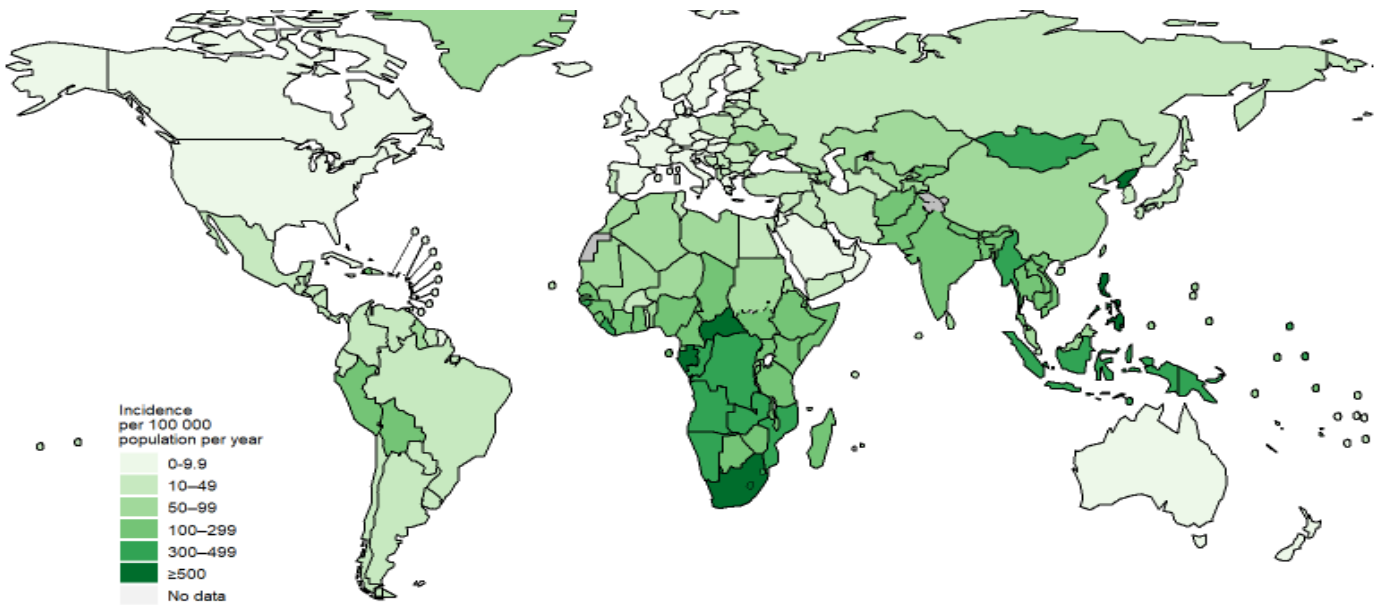 Incidence
per 100 000
population per year
0-9.9
10–49
50–99
100–299
300–499
≥500
No data